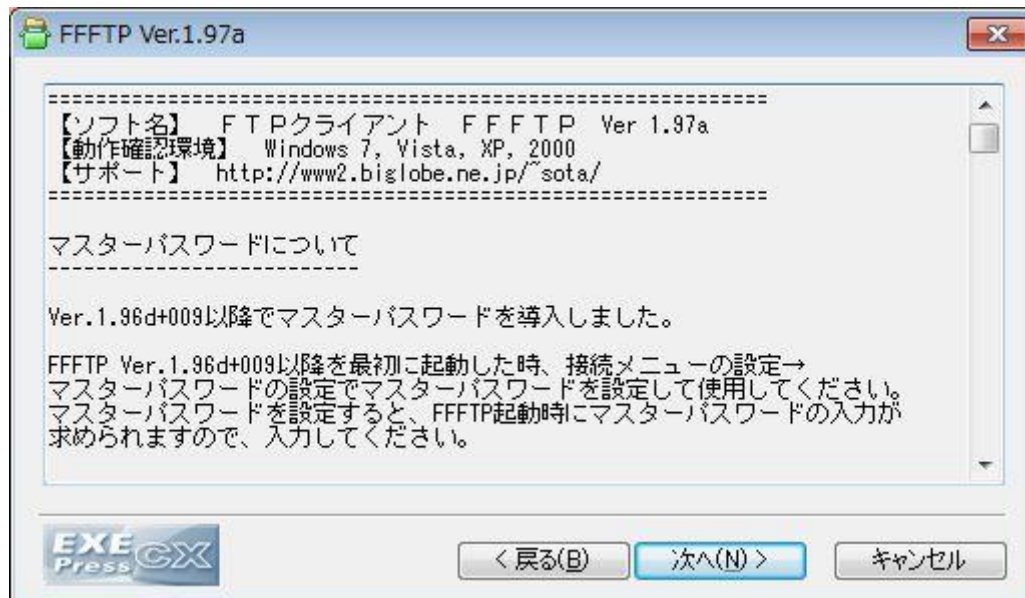 FFFTP Ver.1.97a
============================================================
【ソフト名】　ＦＴＰクライアント　ＦＦＦＴＰ　Ver 1.97a
【動作確認環境】　Windows 7, Vista, XP, 2000
【サポート】　http://www2.biglobe.ne.jp/~sota/
============================================================
マスターパスワードについて
--------------------------
Ver.1.96d+009以降でマスターパスワードを導入しました。
FFFTP Ver.1.96d+009以降を最初に起動した時、接続メニューの設定→
マスターパスワードの設定でマスターパスワードを設定して使用してください。
マスターパスワードを設定すると、FFFTP起動時にマスターパスワードの入力が
求められますので、入力してください。
EXE
Press CX
< 戻る(B)
次へ(N) >
キャンセル